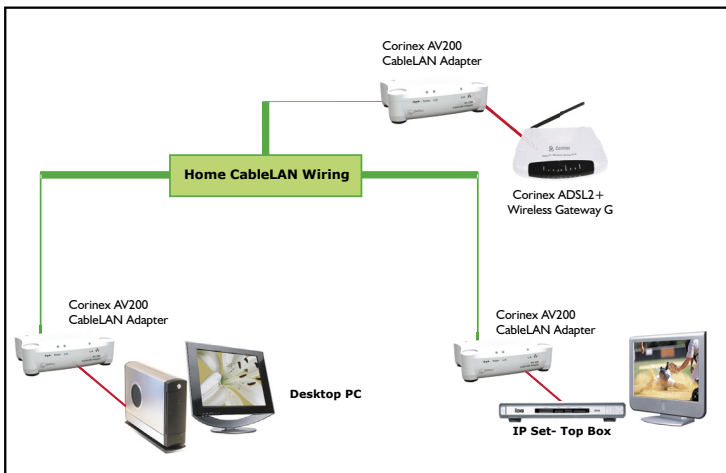 Corinex AV200
CableLAN Adapter
Corinex
Home CableLAN Wiring
Corinex ADSL2+
Wireless Gateway G
Corinex AV200
CableLAN Adapter
Corinex AV200
CableLAN Adapter
Desktop PC
IP Set- Top Box